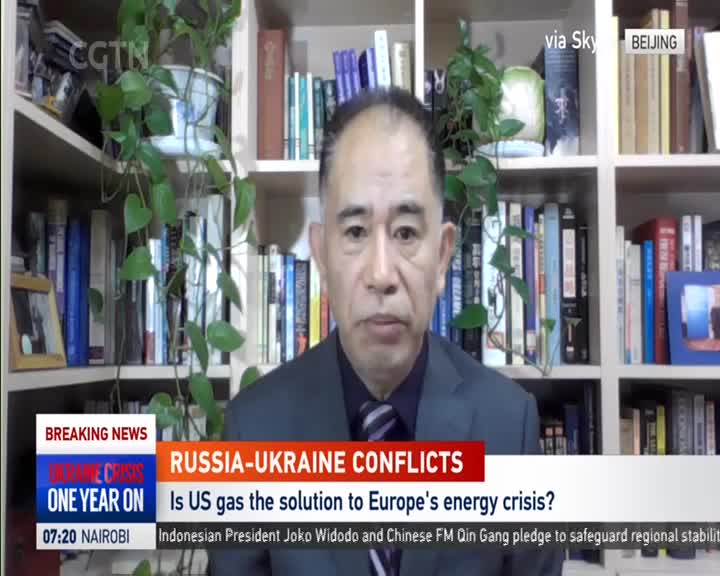 CGTN
via Sky
BEIJING
BREAKING NEWS
RUSSIA-UKRAINE CONFLICTS
UKRAINE CRISIS
ONE YEAR ON
Is US gas the solution to Europe's energy crisis?
07:20 NAIROBI
Indonesian President Joko Widodo and Chinese FM Qin Gang pledge to safeguard regional stabilit